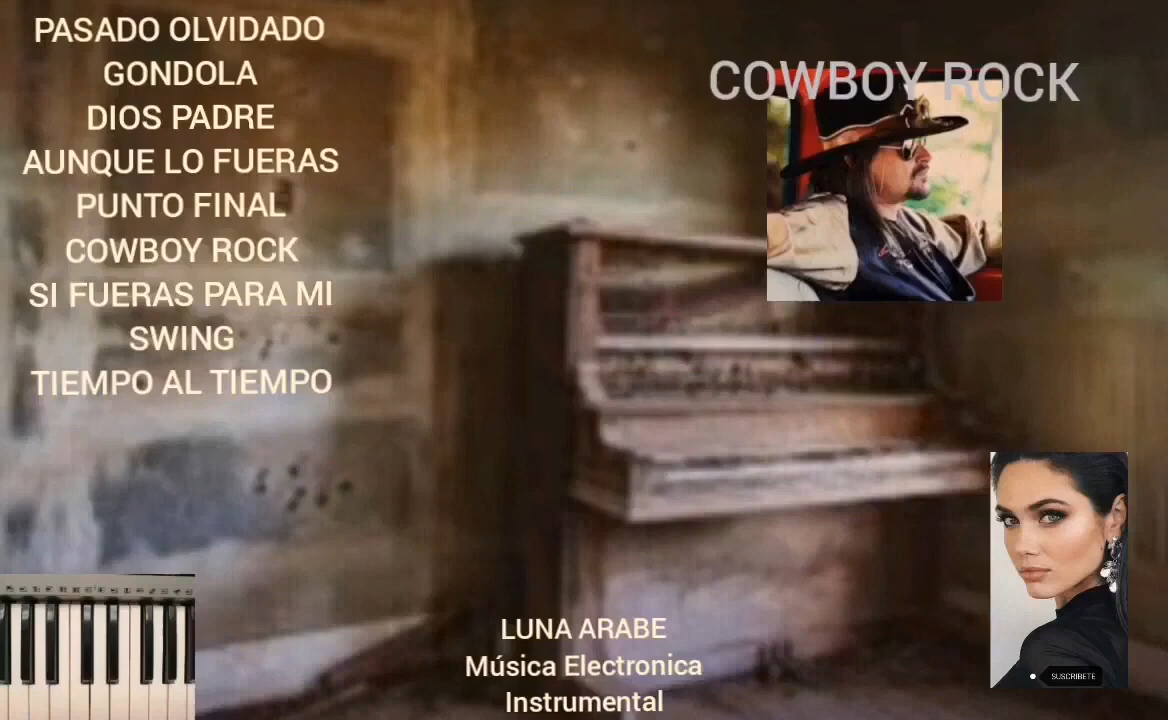 PASADO OLVIDADO
GONDOLA
DIOS PADRE
AUNQUE LO FUERAS
PUNTO FINAL
COWBOY ROCK
SI FUERAS PARA MI
SWING
TIEMPO AL TIEMPO
COWBOY ROCK
SUSCRIBETE
LUNA ARABE
Música Electronica
Instrumental